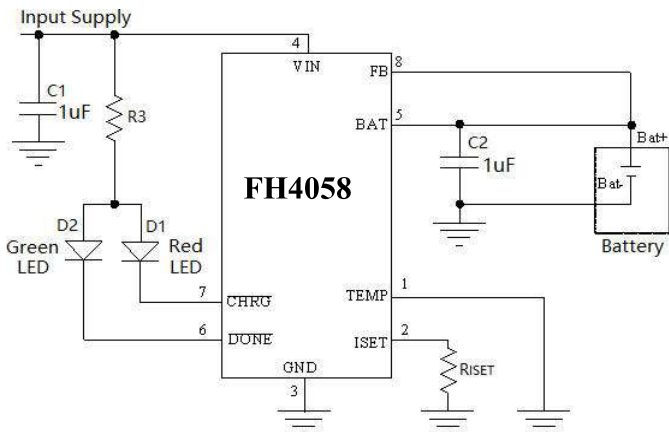 Input Supply
4
VIN
FB
8
C1
1uF
R3
BAT
5
C2
1uF
Bat+
Bat-
FH4058
D2
D1
Green
LED
Red
LED
Battery
7
CHRG
TEMP
1
6
DONE
ISET
2
GND
3
RISET